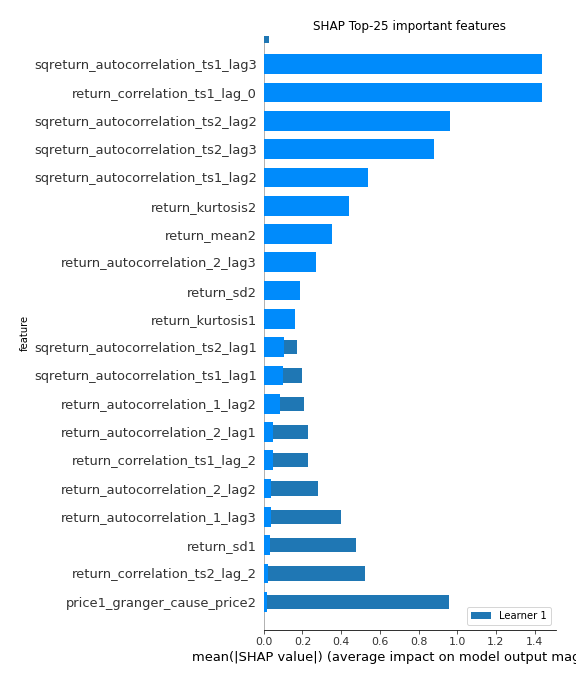 SHAP Top-25 important features
sqreturn_autocorrelation_ts1_lag3
return_correlation_ts1_lag_0
sqreturn_autocorrelation_ts2_lag2
sqreturn_autocorrelation_ts2_lag3
sqreturn_autocorrelation_ts1_lag2
return_kurtosis2
return_mean2
return_autocorrelation_2_lag3
return_sd2
return_kurtosis1
feature
sqreturn_autocorrelation_ts2_lag1
sqreturn_autocorrelation_ts1_lag1
return_autocorrelation_1_lag2
return_autocorrelation_2_lag1
return_correlation_ts1_lag_2
return_autocorrelation_2_lag2
return_autocorrelation_1_lag3
return_sd1
return_correlation_ts2_lag_2
price1_granger_cause_price2
Learner 1
0.0 0.2 0.4 0.6 0.8 1.0 1.2 1.4
mean(|SHAP value|) (average impact on model output mag